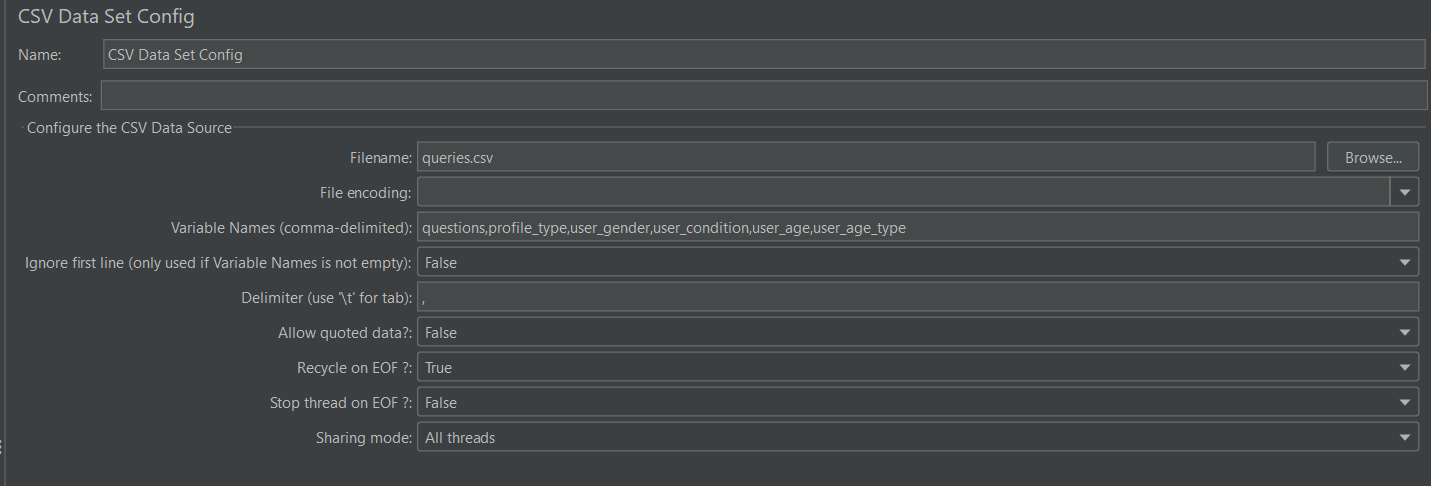 CSV Data Set Config
Name: CSV Data Set Config
Comments:
Configure the CSV Data Source
Filename: queries.csv Browse...
File encoding:
Variable Names (comma-delimited): questions,profile_type,user_gender,user_condition,user_age,user_age_type
Ignore first line (only used if Variable Names is not empty): False
Delimiter (use '\t' for tab): ,
Allow quoted data?: False
Recycle on EOF ?: True
Stop thread on EOF ?: False
Sharing mode: All threads